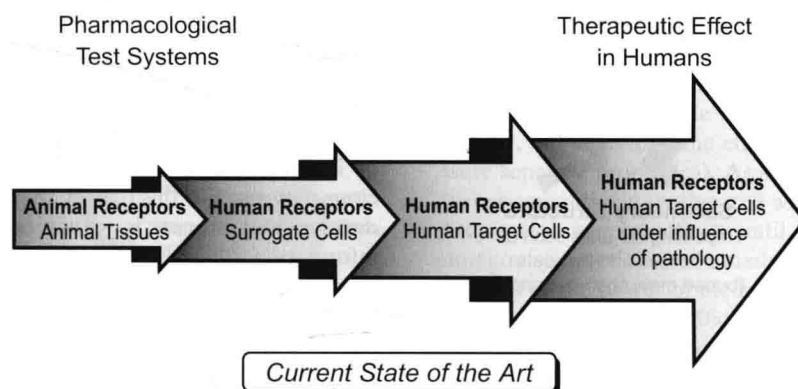 Pharmacological
Test Systems
Therapeutic Effect
in Humans
Animal Receptors
Animal Tissues
Human Receptors
Surrogate Cells
Human Receptors
Human Target Cells
Human Receptors
Human Target Cells
under influence
of pathology
Current State of the Art